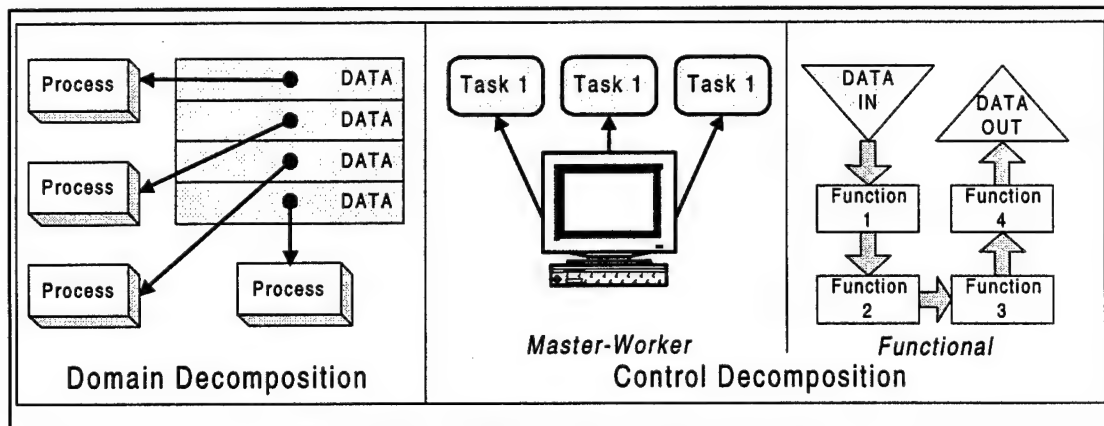 Process
DATA
DATA
DATA
DATA
Process
Process
Process
Domain Decomposition
Task 1
Task 1
Task 1
Master-Worker
DATA
IN
DATA
OUT
Function
1
Function
4
Function
2
Function
3
Functional
Control Decomposition